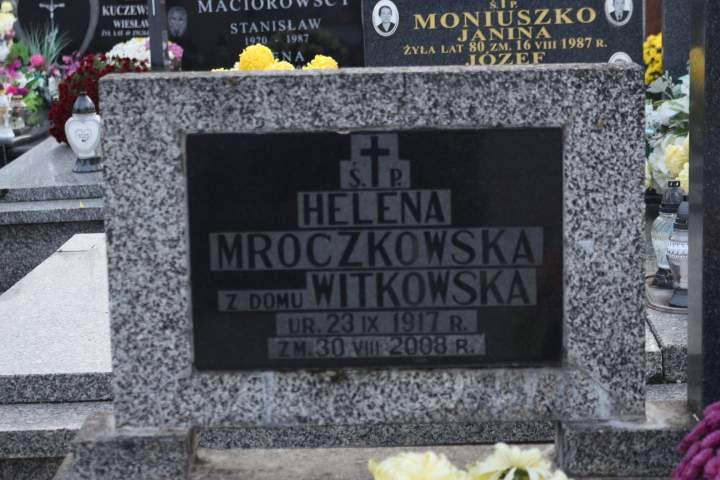 KUCZEWS
WIESŁAW
MACIOROWSCY
STANISŁAW
1920 - 1987
Ś P.
MONIUSZKO
JANINA
ŻYŁA LAT 80 ZM. 16 VIII 1987 R.
JÓZEF
Ś. P.
HELENA
MROCZKOWSKA
Z DOMU WITKOWSKA
UR. 23 IX 1917 R.
ZM. 30 VIII 2008 R.